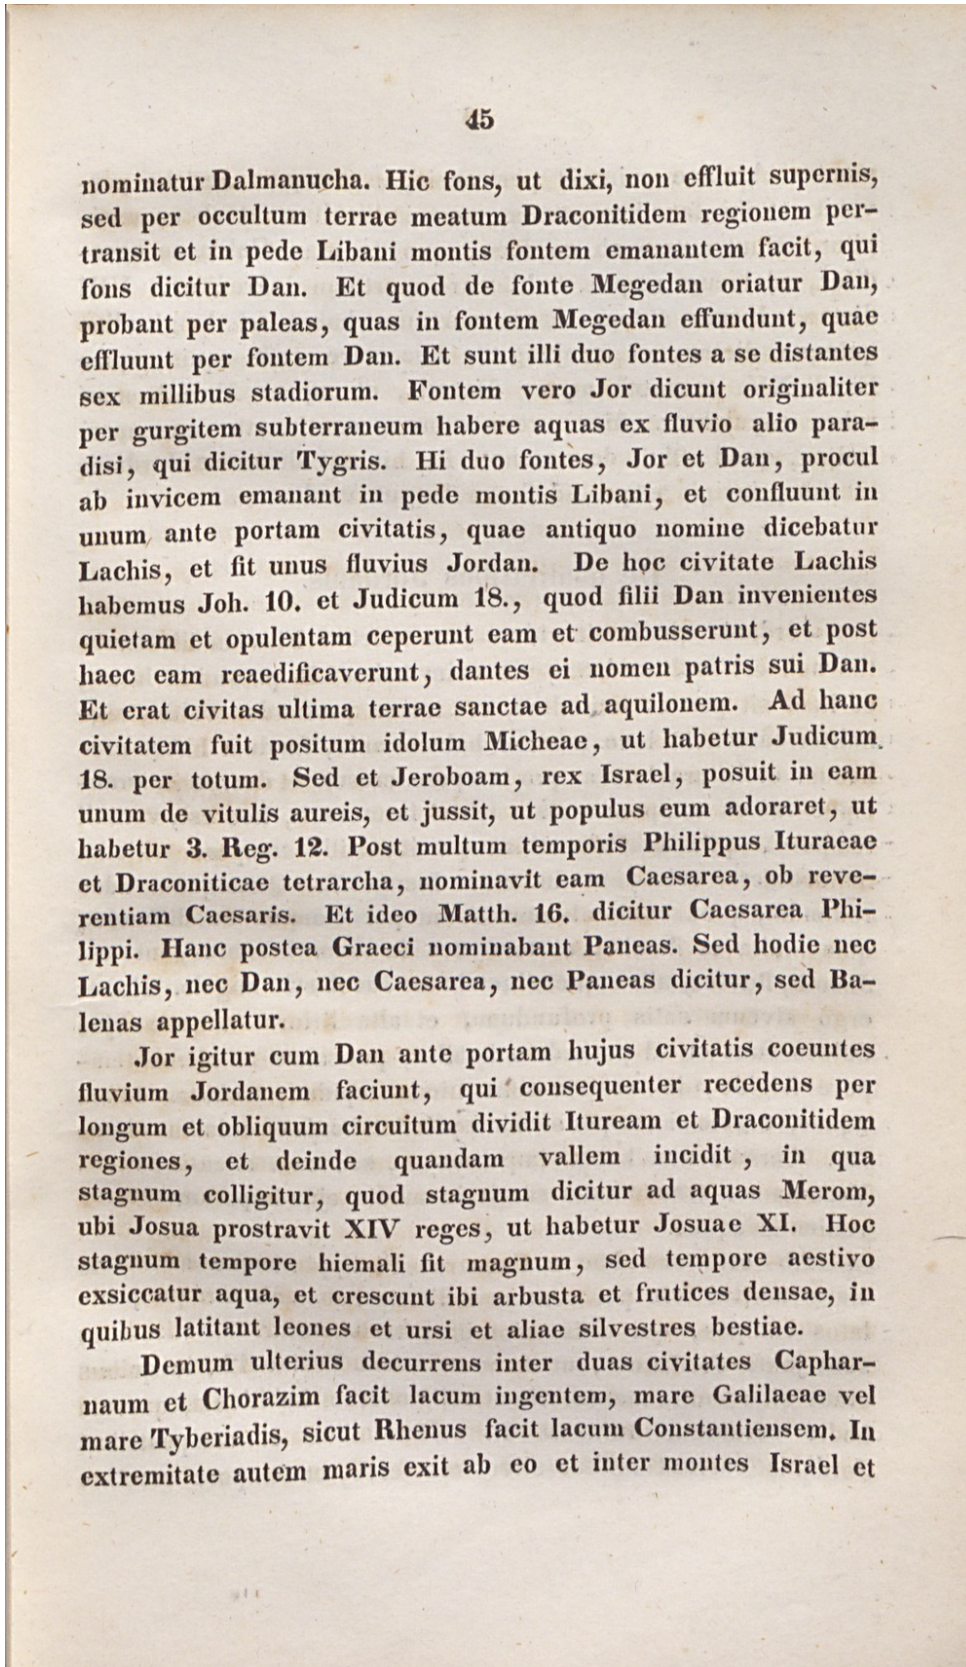 45
nominatur Dalmanucha. Hic fons, ut dixi, non effluit supernis,
sed per occultum terrae meatum Draconitidem regionem per-
transit et in pede Libani montis fontem emanantem facit, qui
fons dicitur Dan. Et quod de fonte Megedan oriatur Dan,
probant per paleas, quas in fontem Megedan effundunt, quae
effluunt per fontem Dan. Et sunt illi duo fontes a se distantes
sex millibus stadiorum. Fontem vero Jor dicunt originaliter
per gurgitem subterraneum habere aquas ex fluvio alio para-
disi, qui dicitur Tygris. Hi duo fontes, Jor et Dan, procul
ab invicem emanant in pede montis Libani, et confluunt in
unum ante portam civitatis, quae antiquo nomine dicebatur
Lachis, et fit unus fluvius Jordan. De hoc civitate Lachis
habemus Joh. 10. et Judicum 18., quod filii Dan invenientes
quietam et opulentam ceperunt eam et combusserunt, et post
haec eam reaedificaverunt, dantes ei nomen patris sui Dan.
Et erat civitas ultima terrae sanctae ad aquilonem. Ad hanc
civitatem fuit positum idolum Micheae, ut habetur Judicum
18. per totum. Sed et Jeroboam, rex Israel, posuit in eam
unum de vitulis aureis, et jussit, ut populus eum adoraret, ut
habetur 3. Reg. 12. Post multum temporis Philippus Ituraeae
et Draconiticae tetrarcha, nominavit eam Caesarea, ob reve-
rentiam Caesaris. Et ideo Matth. 16. dicitur Caesarea Phi-
lippi. Hanc postea Graeci nominabant Paneas. Sed hodie nec
Lachis, nec Dan, nec Caesarea, nec Paneas dicitur, sed Ba-
lenas appellatur.
Jor igitur cum Dan ante portam hujus civitatis coeuntes
fluvium Jordanem faciunt, qui consequenter recedens per
longum et obliquum circuitum dividit Ituream et Draconitidem
regiones, et deinde quandam vallem incidit, in qua
stagnum colligitur, quod stagnum dicitur ad aquas Merom,
ubi Josua prostravit XIV reges, ut habetur Josuae XI. Hoc
stagnum tempore hiemali fit magnum, sed tempore aestivo
exsiccatur aqua, et crescunt ibi arbusta et frutices densae, in
quibus latitant leones et ursi et aliae silvestres bestiae.
Demum ulterius decurrens inter duas civitates Caphar-
naum et Chorazim facit lacum ingentem, mare Galilaeae vel
mare Tyberiadis, sicut Rhenus facit lacum Constantiensem. In
extremitate autem maris exit ab eo et inter montes Israel et